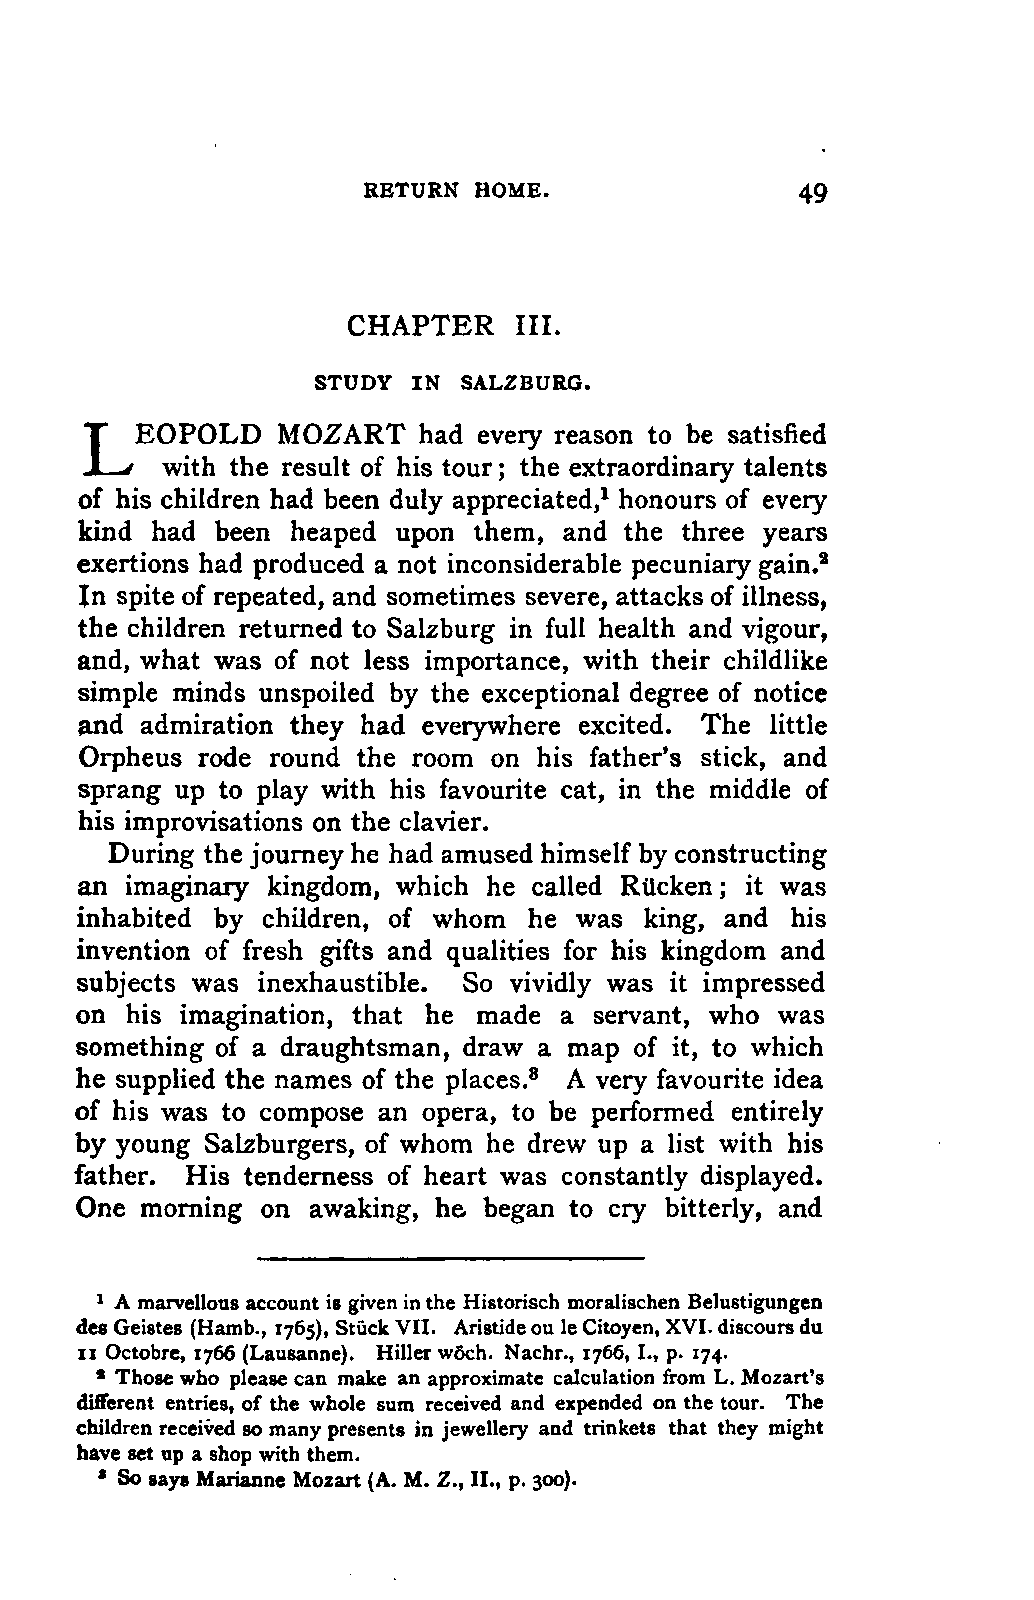 RETURN HOME. 49
CHAPTER III.
STUDY IN SALZBURG.
LEOPOLD MOZART had every reason to be satisfied
with the result of his tour; the extraordinary talents
of his children had been duly appreciated,¹ honours of every
kind had been heaped upon them, and the three years
exertions had produced a not inconsiderable pecuniary gain.²
In spite of repeated, and sometimes severe, attacks of illness,
the children returned to Salzburg in full health and vigour,
and, what was of not less importance, with their childlike
simple minds unspoiled by the exceptional degree of notice
and admiration they had everywhere excited. The little
Orpheus rode round the room on his father's stick, and
sprang up to play with his favourite cat, in the middle of
his improvisations on the clavier.
During the journey he had amused himself by constructing
an imaginary kingdom, which he called Rücken; it was
inhabited by children, of whom he was king, and his
invention of fresh gifts and qualities for his kingdom and
subjects was inexhaustible. So vividly was it impressed
on his imagination, that he made a servant, who was
something of a draughtsman, draw a map of it, to which
he supplied the names of the places.³ A very favourite idea
of his was to compose an opera, to be performed entirely
by young Salzburgers, of whom he drew up a list with his
father. His tenderness of heart was constantly displayed.
One morning on awaking, he began to cry bitterly, and
¹ A marvellous account is given in the Historisch moralischen Belustigungen
des Geistes (Hamb., 1765), Stück VII. Aristide ou le Citoyen, XVI. discours du
11 Octobre, 1766 (Lausanne). Hiller wöch. Nachr., 1766, I., p. 174.
² Those who please can make an approximate calculation from L. Mozart's
different entries, of the whole sum received and expended on the tour. The
children received so many presents in jewellery and trinkets that they might
have set up a shop with them.
³ So says Marianne Mozart (A. M. Z., II., p. 300).